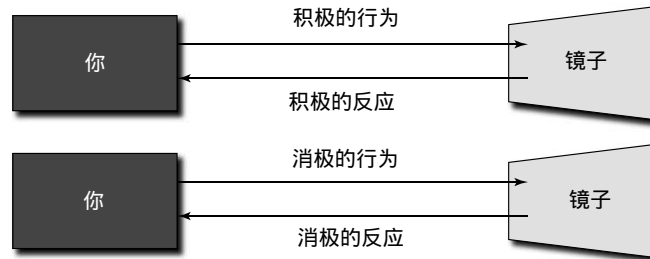 积极的行为
你
镜子
积极的反应
消极的行为
你
镜子
消极的反应